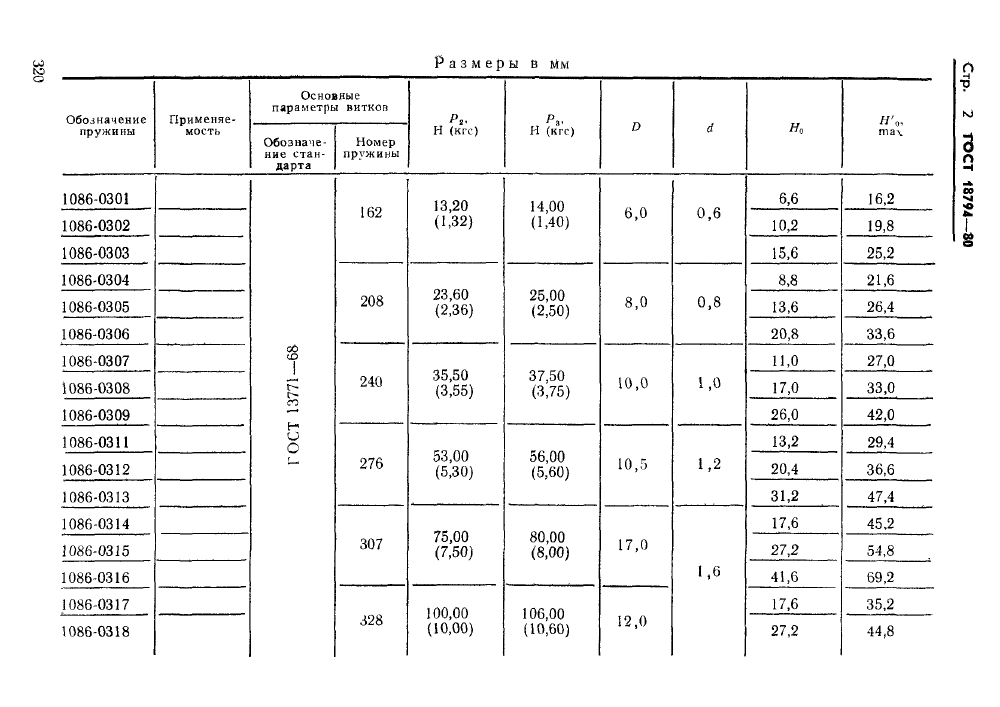 320
Стр. 2 ГОСТ 18794—80
Размеры в мм
Обозначение пружины | Применяемость | Основные параметры витков | P₂, Н (кгс) | P₃, Н (кгс) | D | d | H₀ | H'₀, max
Обозначение стандарта | Номер пружины
ГОСТ 13771—68
1086-0301 | 162 | 13,20 (1,32) | 14,00 (1,40) | 6,0 | 0,6 | 6,6 | 16,2
1086-0302 | 10,2 | 19,8
1086-0303 | 15,6 | 25,2
1086-0304 | 208 | 23,60 (2,36) | 25,00 (2,50) | 8,0 | 0,8 | 8,8 | 21,6
1086-0305 | 13,6 | 26,4
1086-0306 | 20,8 | 33,6
1086-0307 | 240 | 35,50 (3,55) | 37,50 (3,75) | 10,0 | 1,0 | 11,0 | 27,0
1086-0308 | 17,0 | 33,0
1086-0309 | 26,0 | 42,0
1086-0311 | 276 | 53,00 (5,30) | 56,00 (5,60) | 10,5 | 1,2 | 13,2 | 29,4
1086-0312 | 20,4 | 36,6
1086-0313 | 31,2 | 47,4
1086-0314 | 307 | 75,00 (7,50) | 80,00 (8,00) | 17,0 | 1,6 | 17,6 | 45,2
1086-0315 | 27,2 | 54,8
1086-0316 | 41,6 | 69,2
1086-0317 | 328 | 100,00 (10,00) | 106,00 (10,60) | 12,0 | 17,6 | 35,2
1086-0318 | 27,2 | 44,8